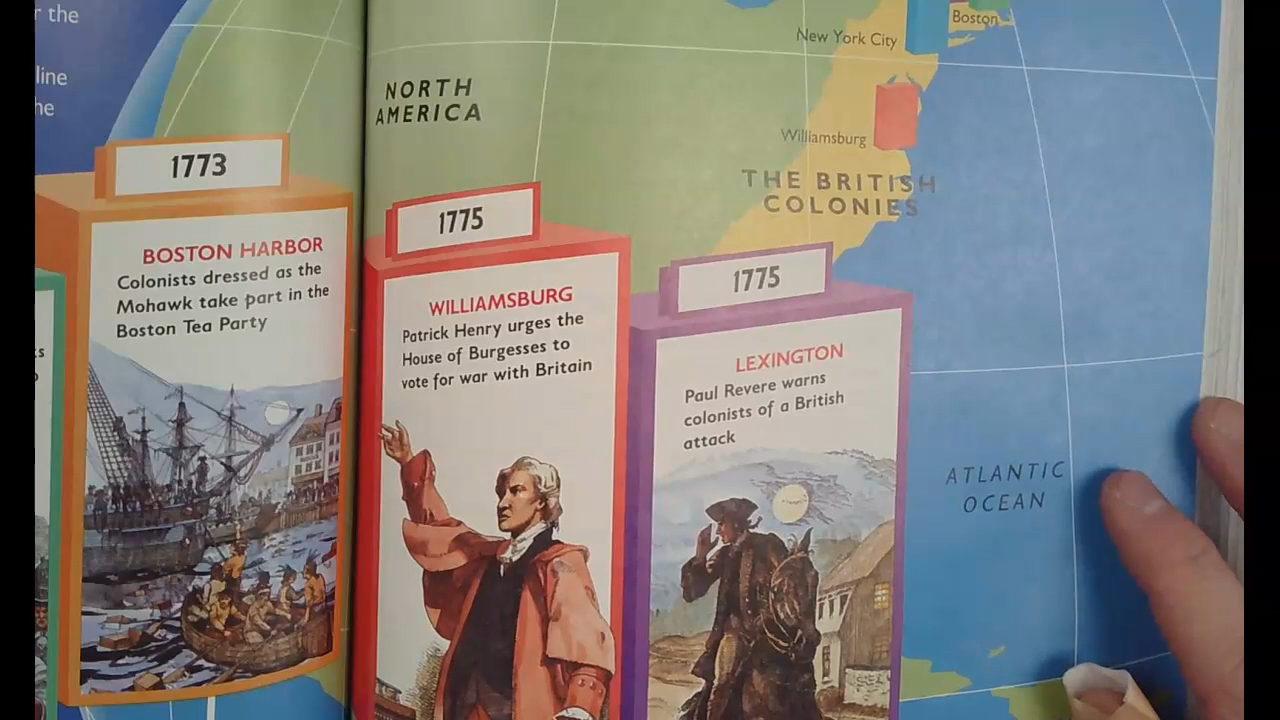 r the
line
he
NORTH
AMERICA
Boston
New York City
Williamsburg
THE BRITISH
COLONIES
1773
BOSTON HARBOR
Colonists dressed as the
Mohawk take part in the
Boston Tea Party
1775
WILLIAMSBURG
Patrick Henry urges the
House of Burgesses to
vote for war with Britain
1775
LEXINGTON
Paul Revere warns
colonists of a British
attack
ATLANTIC
OCEAN